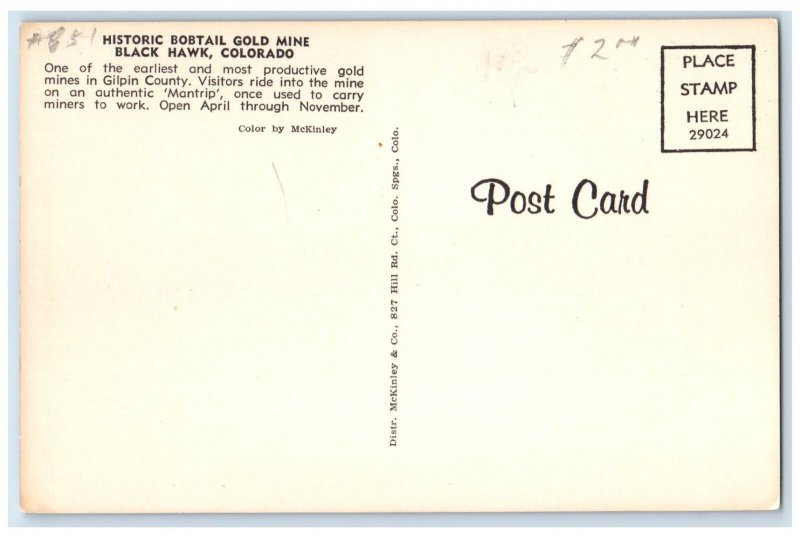 HISTORIC BOBTAIL GOLD MINE
BLACK HAWK, COLORADO
One of the earliest and most productive gold
mines in Gilpin County. Visitors ride into the mine
on an authentic 'Mantrip', once used to carry
miners to work. Open April through November.
Color by McKinley
Distr. McKinley & Co., 827 Hill Rd. Ct., Colo. Spgs., Colo.
$2.00
PLACE
STAMP
HERE
29024
Post Card